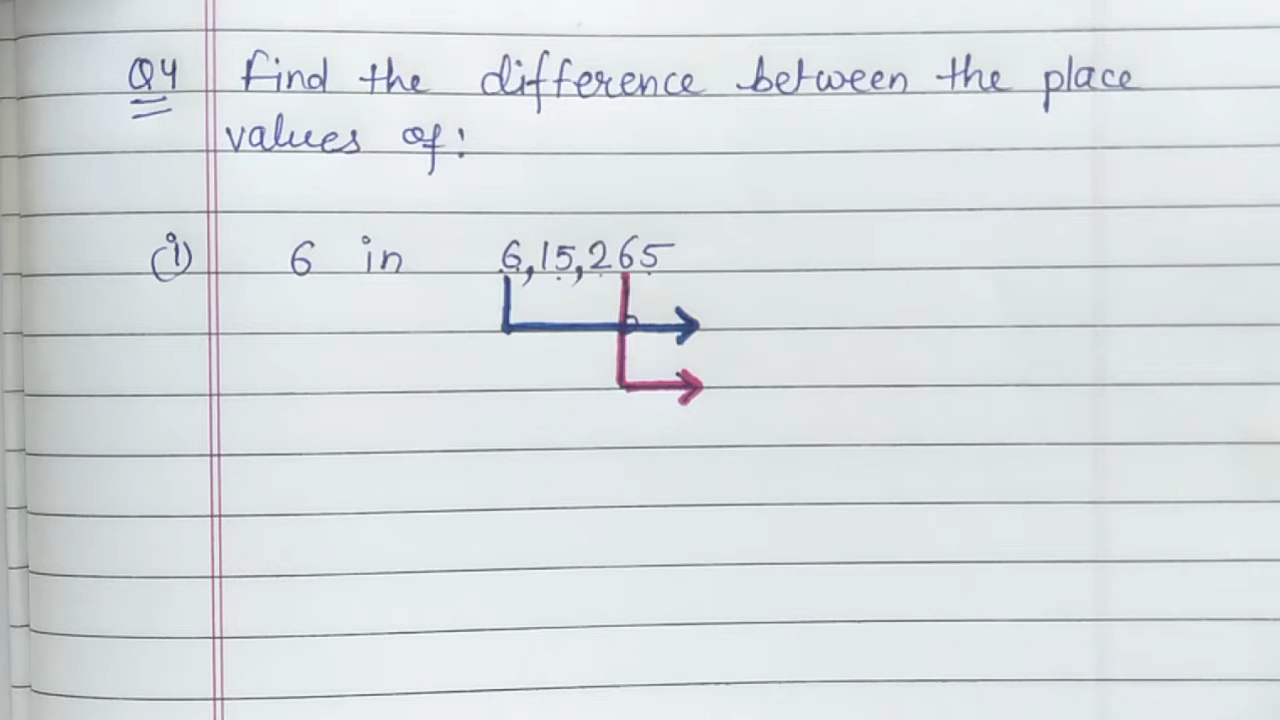 Q4 find the difference between the place
values of:
(i) 6 in 6,15,265